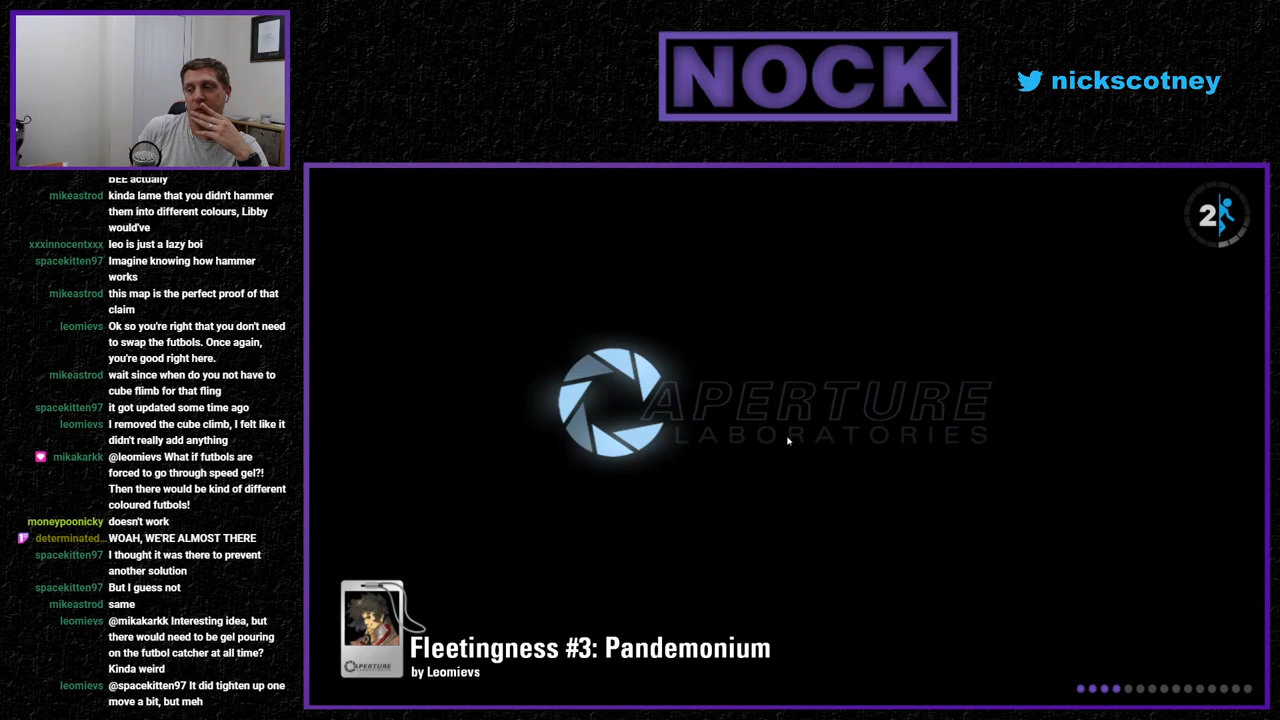 NOCK
nickscotney
BEE actually
mikeastrod kinda lame that you didn't hammer
them into different colours, Libby
would've
xxxinnocentxxx leo is just a lazy boi
spacekitten97 Imagine knowing how hammer
works
mikeastrod this map is the perfect proof of that
claim
leomievs Ok so you're right that you don't need
to swap the futbols. Once again,
you're good right here.
mikeastrod wait since when do you not have to
cube flimb for that fling
spacekitten97 it got updated some time ago
leomievs I removed the cube climb, I felt like it
didn't really add anything
mikakarkk @leomievs What if futbols are
forced to go through speed gel?!
Then there would be kind of different
coloured futbols!
moneypoonicky doesn't work
determinated... WOAH, WE'RE ALMOST THERE
spacekitten97 I thought it was there to prevent
another solution
spacekitten97 But I guess not
mikeastrod same
leomievs @mikakarkk Interesting idea, but
there would need to be gel pouring
on the futbol catcher at all time?
Kinda weird
leomievs @spacekitten97 It did tighten up one
move a bit, but meh
2
APERTURE
LABORATORIES
APERTURE
Fleetingness #3: Pandemonium
by Leomievs